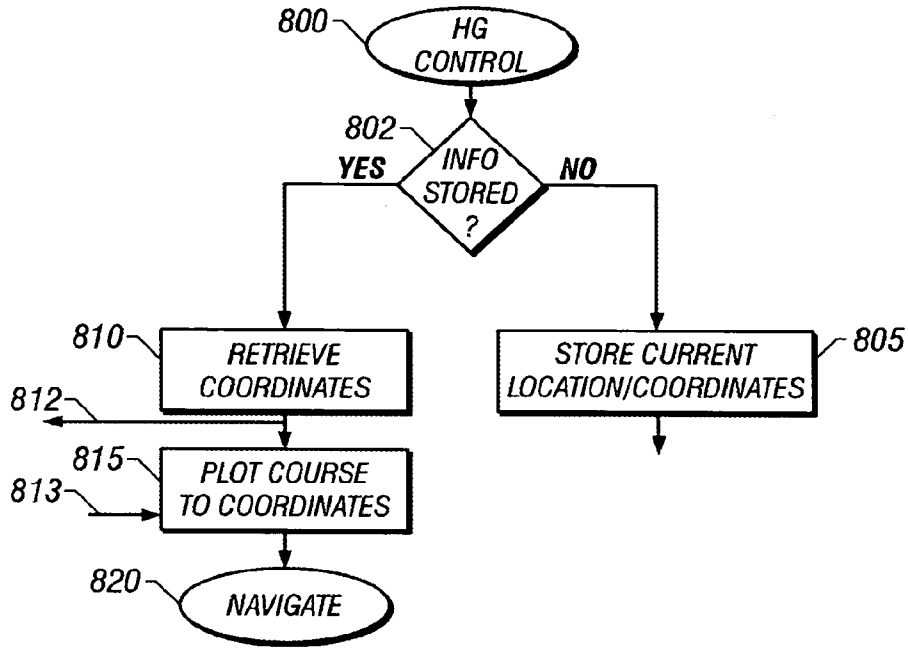 800
HG
CONTROL
802
INFO
STORED
?
YES
NO
810
RETRIEVE
COORDINATES
STORE CURRENT
LOCATION/COORDINATES
805
812
815
PLOT COURSE
TO COORDINATES
813
820
NAVIGATE